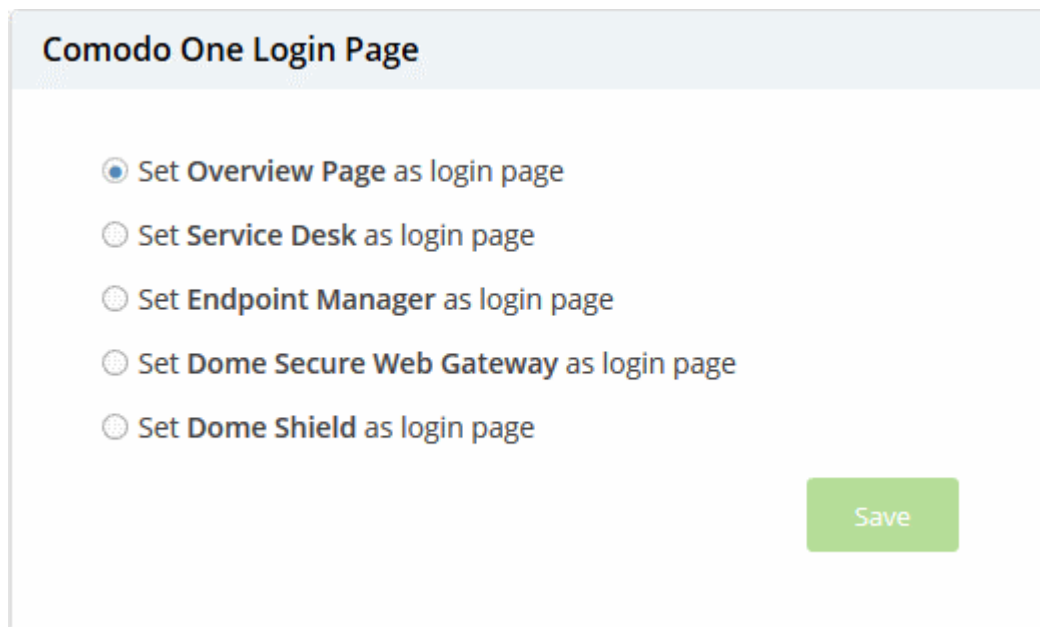 Comodo One Login Page
Set Overview Page as login page
Set Service Desk as login page
Set Endpoint Manager as login page
Set Dome Secure Web Gateway as login page
Set Dome Shield as login page
Save